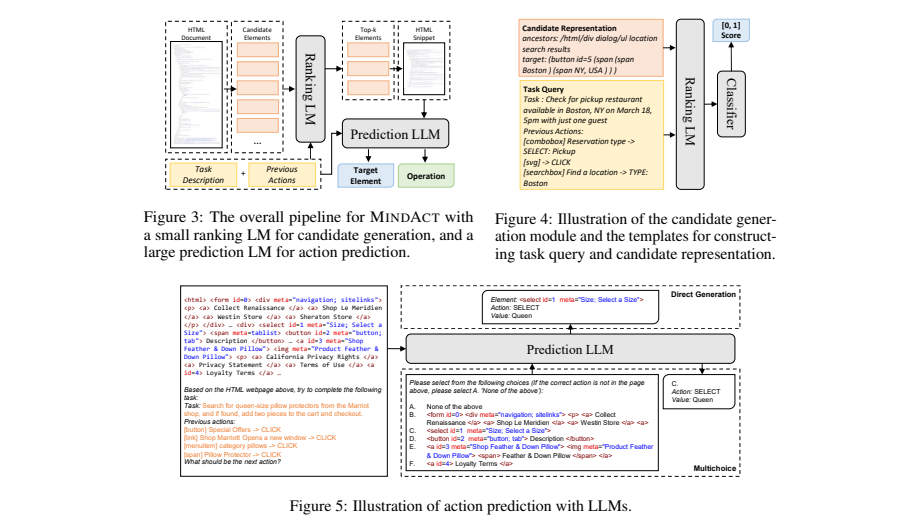 HTML
Document
Candidate
Elements
...
Ranking LM
Top-k
Elements
HTML
Snippet
Prediction LLM
Task
Description
+
Previous
Actions
Target
Element
Operation
Figure 3: The overall pipeline for MINDACT with
a small ranking LM for candidate generation, and a
large prediction LM for action prediction.
Candidate Representation
ancestors: /html/div dialog/ul location
search results
target: (button id=5 (span (span
Boston ) (span NY, USA ) ) )
Task Query
Task : Check for pickup restaurant
available in Boston, NY on March 18,
5pm with just one guest
Previous Actions:
[combobox] Reservation type ->
SELECT: Pickup
[svg] -> CLICK
[searchbox] Find a location -> TYPE:
Boston
Ranking LM
[0, 1]
Score
Classifier
Figure 4: Illustration of the candidate gener-
ation module and the templates for construct-
ing task query and candidate representation.
<html> <form id=0> <div meta="navigation; sitelinks">
<p> <a> Collect Renaissance </a> <a> Shop Le Meridien
</a> <a> Westin Store </a> <a> Sheraton Store </a>
</p> </div> … <div> <select id=1 meta="Size; Select a
Size"> <span meta=tablist> <button id=2 meta="button;
tab"> Description </button> … <a id=3 meta="Shop
Feather & Down Pillow"> <img meta="Product Feather &
Down Pillow"> <p> <a> California Privacy Rights </a>
<a> Privacy Statement </a> <a> Terms of Use </a> <a
id=4> Loyalty Terms </a> …
Based on the HTML webpage above, try to complete the following
task:
Task: Search for queen-size pillow protectors from the Marriot
shop, and if found, add two pieces to the cart and checkout.
Previous actions:
[button] Special Offers -> CLICK
[link] Shop Marriott Opens a new window -> CLICK
[menuitem] category pillows -> CLICK
[span] Pillow Protector -> CLICK
What should be the next action?
Element: <select id=1 meta="Size; Select a Size">
Action: SELECT
Value: Queen
Direct Generation
Prediction LLM
Please select from the following choices (If the correct action is not in the page
above, please select A. 'None of the above'):
A. None of the above
B. <form id=0> <div meta="navigation; sitelinks"> <p> <a> Collect
Renaissance </a> <a> Shop Le Meridien </a> <a> Westin Store </a> <a>
C. <select id=1 meta="Size; Select a Size">
D. <button id=2 meta="button; tab"> Description </button>
E. <a id=3 meta="Shop Feather & Down Pillow"> <img meta="Product Feather
& Down Pillow"> <span> Feather & Down Pillow </span> </a>
F. <a id=4> Loyalty Terms </a>
C.
Action: SELECT
Value: Queen
Multichoice
Figure 5: Illustration of action prediction with LLMs.